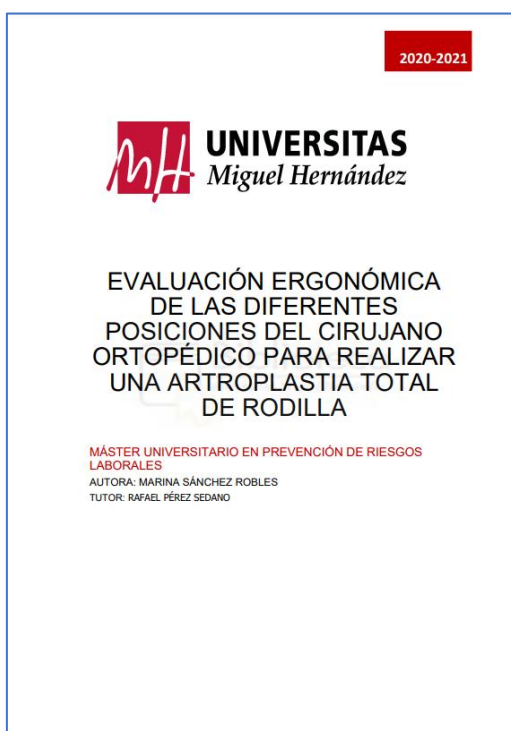 2020-2021
UNIVERSITAS
Miguel Hernández
EVALUACIÓN ERGONÓMICA
DE LAS DIFERENTES
POSICIONES DEL CIRUJANO
ORTOPÉDICO PARA REALIZAR
UNA ARTROPLASTIA TOTAL
DE RODILLA
MÁSTER UNIVERSITARIO EN PREVENCIÓN DE RIESGOS
LABORALES
AUTORA: MARINA SÁNCHEZ ROBLES
TUTOR: RAFAEL PÉREZ SEDANO